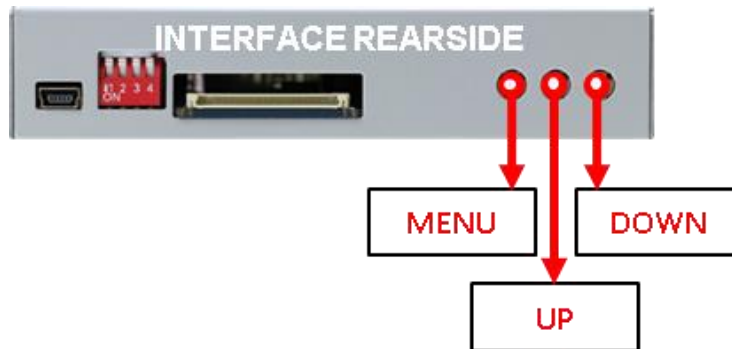 INTERFACE REARSIDE
1 2 3 4
ON
MENU
DOWN
UP